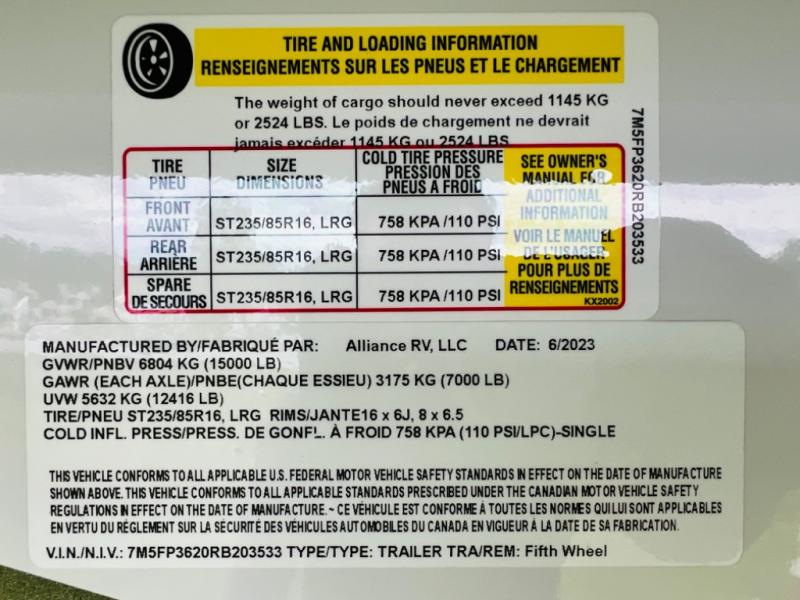 TIRE AND LOADING INFORMATION
RENSEIGNEMENTS SUR LES PNEUS ET LE CHARGEMENT
The weight of cargo should never exceed 1145 KG
or 2524 LBS. Le poids de chargement ne devrait
jamais excéder 1145 KG ou 2524 LBS
TIRE
PNEU
SIZE
DIMENSIONS
COLD TIRE PRESSURE
PRESSION DES
PNEUS A FROID
SEE OWNER'S
MANUAL FOR
ADDITIONAL
INFORMATION
VOIR LE MANUEL
DE L'USAGER
POUR PLUS DE
RENSEIGNEMENTS
KX2002
FRONT
AVANT
ST235/85R16, LRG
758 KPA /110 PSI
REAR
ARRIÈRE
ST235/85R16, LRG
758 KPA /110 PSI
SPARE
DE SECOURS
ST235/85R16, LRG
758 KPA /110 PSI
7M5FP3620RB203533
MANUFACTURED BY/FABRIQUÉ PAR: Alliance RV, LLC DATE: 6/2023
GVWR/PNBV 6804 KG (15000 LB)
GAWR (EACH AXLE)/PNBE(CHAQUE ESSIEU) 3175 KG (7000 LB)
UVW 5632 KG (12416 LB)
TIRE/PNEU ST235/85R16, LRG RIMS/JANTE16 x 6J, 8 x 6.5
COLD INFL. PRESS/PRESS. DE GONFL. À FROID 758 KPA (110 PSI/LPC)-SINGLE
THIS VEHICLE CONFORMS TO ALL APPLICABLE U.S. FEDERAL MOTOR VEHICLE SAFETY STANDARDS IN EFFECT ON THE DATE OF MANUFACTURE
SHOWN ABOVE. THIS VEHICLE CONFORMS TO ALL APPLICABLE STANDARDS PRESCRIBED UNDER THE CANADIAN MOTOR VEHICLE SAFETY
REGULATIONS IN EFFECT ON THE DATE OF MANUFACTURE. ~ CE VÉHICULE EST CONFORME À TOUTES LES NORMES QUI LUI SONT APPLICABLES
EN VERTU DU RÉGLEMENT SUR LA SÉCURITÉ DES VÉHICULES AUTOMOBILES DU CANADA EN VIGUEUR À LA DATE DE SA FABRICATION.
V.I.N./N.I.V.: 7M5FP3620RB203533 TYPE/TYPE: TRAILER TRA/REM: Fifth Wheel